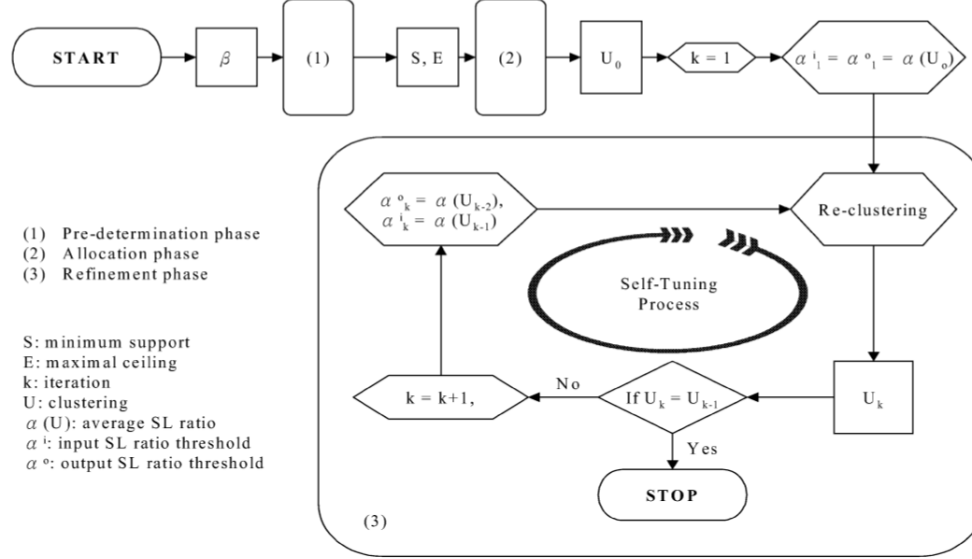 START
β
(1)
S, E
(2)
U₀
k = 1
α ⁱ₁ = α ᵒ₁ = α (Uₒ)
α ᵒₖ = α (Uₖ₋₂),
α ⁱₖ = α (Uₖ₋₁)
Re-clustering
(1) Pre-determination phase
(2) Allocation phase
(3) Refinement phase
Self-Tuning
Process
S: minimum support
E: maximal ceiling
k: iteration
U: clustering
α (U): average SL ratio
α ⁱ: input SL ratio threshold
α ᵒ: output SL ratio threshold
k = k+1,
No
If Uₖ = Uₖ₋₁
Uₖ
Yes
STOP
(3)